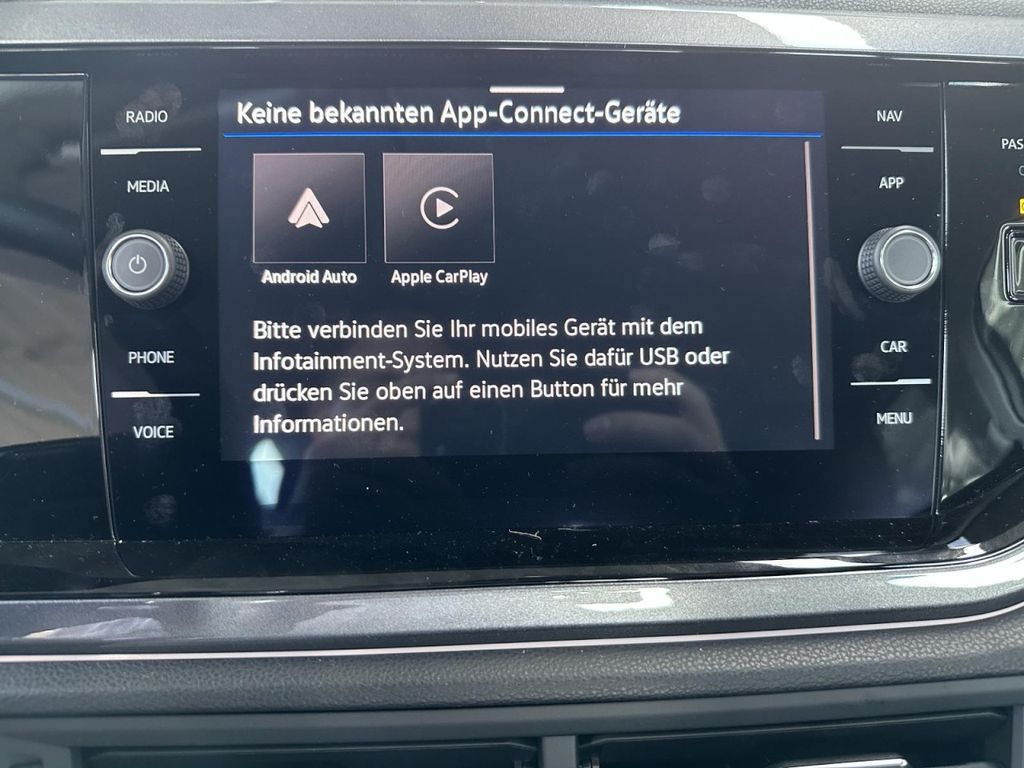 RADIO
MEDIA
PHONE
VOICE
Keine bekannten App-Connect-Geräte
Android Auto
Apple CarPlay
Bitte verbinden Sie Ihr mobiles Gerät mit dem
Infotainment-System. Nutzen Sie dafür USB oder
drücken Sie oben auf einen Button für mehr
Informationen.
NAV
APP
CAR
MENU
PAS